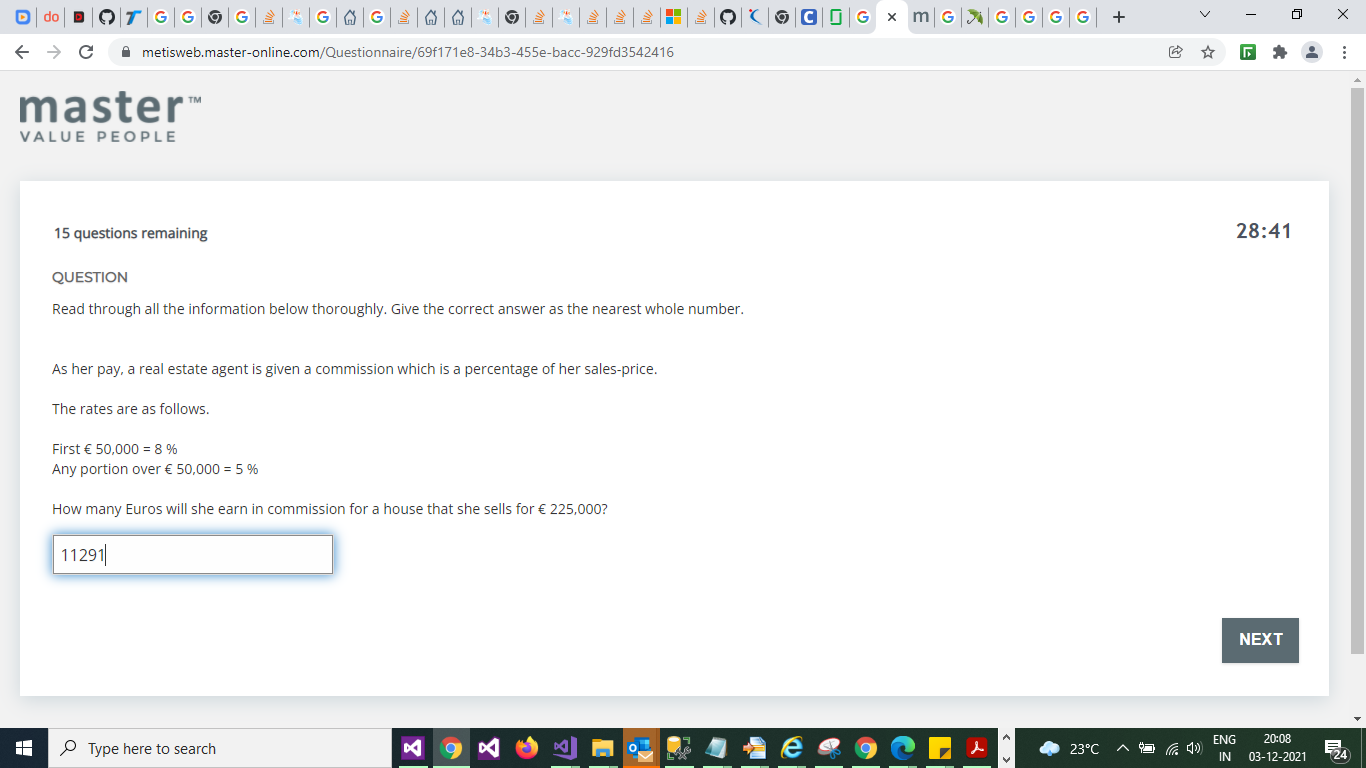 do
metisweb.master-online.com/Questionnaire/69f171e8-34b3-455e-bacc-929fd3542416
master™
VALUE PEOPLE
15 questions remaining
28:41
QUESTION
Read through all the information below thoroughly. Give the correct answer as the nearest whole number.
As her pay, a real estate agent is given a commission which is a percentage of her sales-price.
The rates are as follows.
First € 50,000 = 8 %
Any portion over € 50,000 = 5 %
How many Euros will she earn in commission for a house that she sells for € 225,000?
11291
NEXT
Type here to search
23°C
ENG
IN
20:08
03-12-2021
24